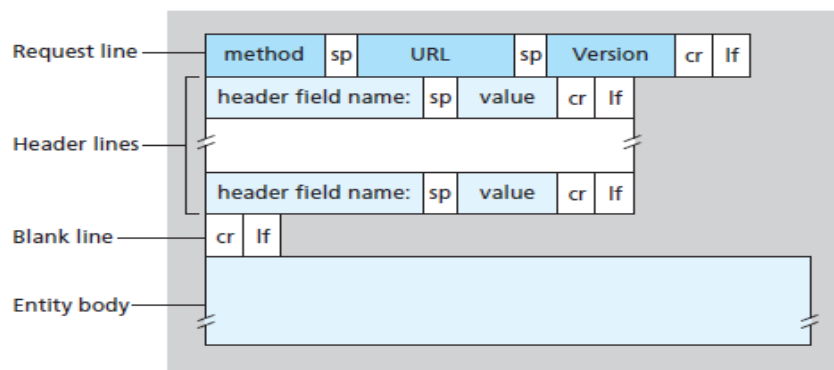 Request line method sp URL sp Version cr lf
header field name: sp value cr lf
Header lines
header field name: sp value cr lf
Blank line cr lf
Entity body